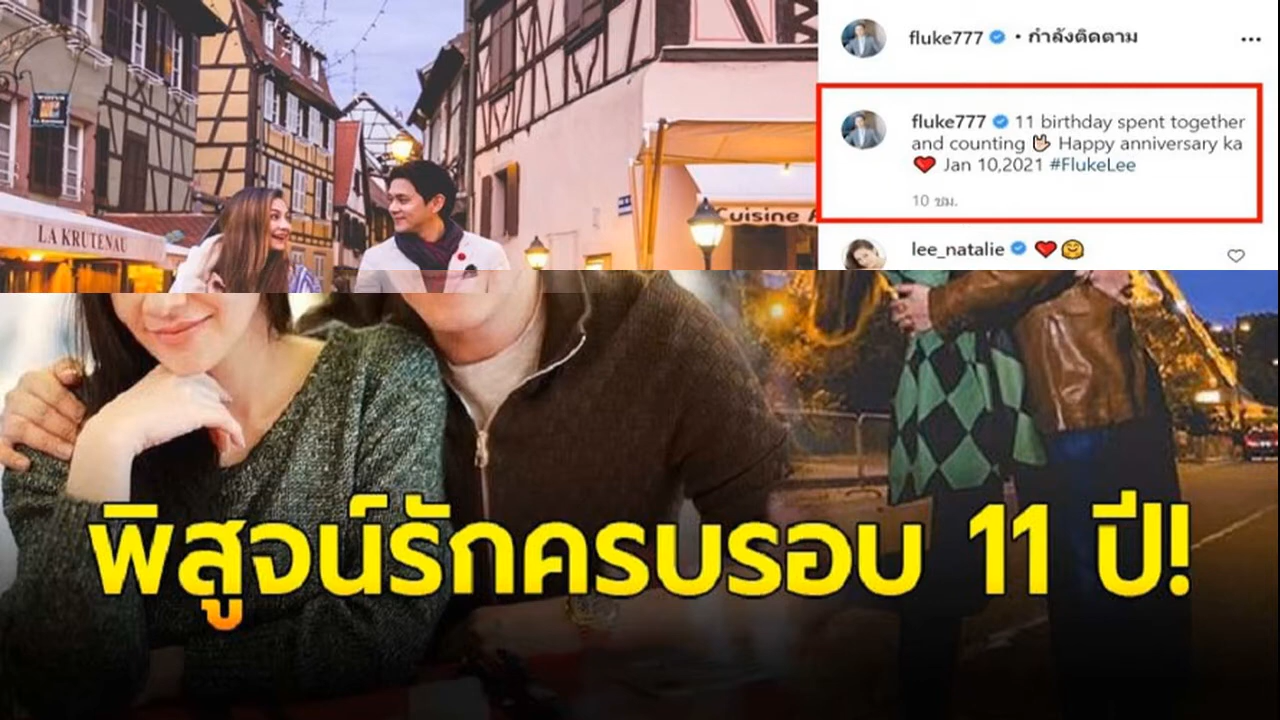 fluke777 • กำลังติดตาม
fluke777 11 birthday spent together
and counting 🤟🏻 Happy anniversary ka
❤️ Jan 10,2021 #FlukeLee
10 ชม.
lee_natalie ❤️🤗
LA KRUTENAU
Cuisine
พิสูจน์รักครบรอบ 11 ปี!